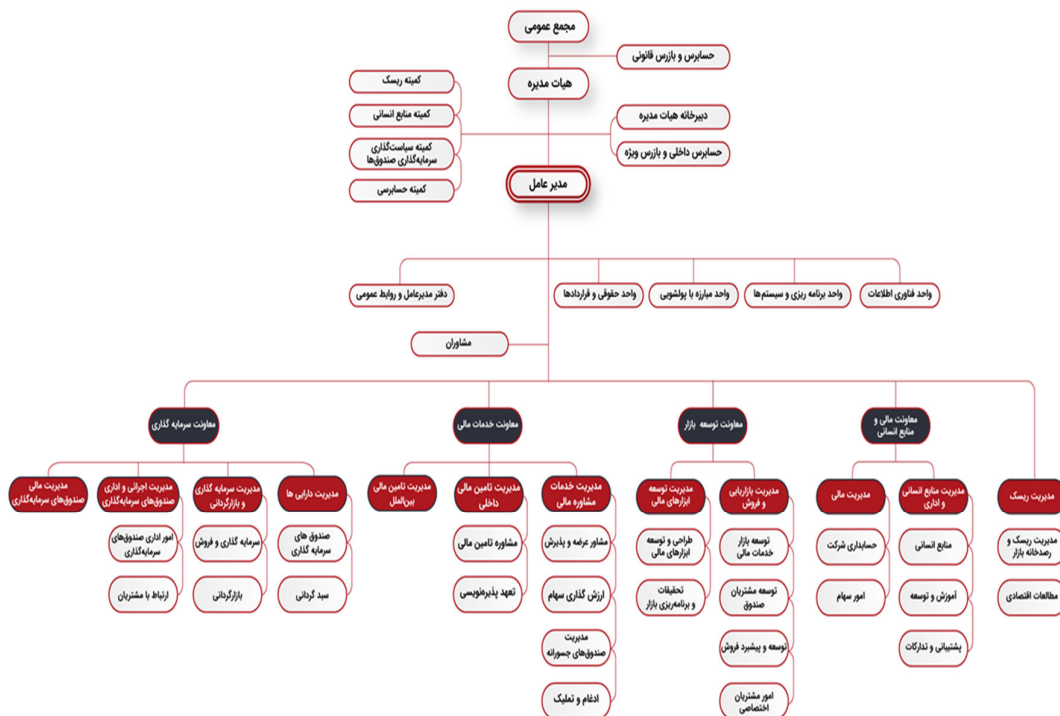 مجمع عمومی
حسابرس و بازرس قانونی
هیات مدیره
کمیته ریسک
کمیته منابع انسانی
کمیته سیاست‌گذاری
سرمایه‌گذاری صندوق‌ها
کمیته حسابرسی
دبیرخانه هیات مدیره
حسابرس داخلی و بازرس ویژه
مدیر عامل
واحد فناوری اطلاعات
واحد برنامه ریزی و سیستم‌ها
واحد مبارزه با پولشویی
واحد حقوقی و قراردادها
دفتر مدیرعامل و روابط عمومی
مشاوران
معاونت مالی و
منابع انسانی
معاونت توسعه بازار
معاونت خدمات مالی
معاونت سرمایه گذاری
مدیریت ریسک
مدیریت ریسک و
رصدخانه بازار
مطالعات اقتصادی
مدیریت منابع انسانی
و اداری
منابع انسانی
آموزش و توسعه
پشتیبانی و تدارکات
مدیریت مالی
حسابداری شرکت
امور سهام
مدیریت بازاریابی
و فروش
توسعه بازار
خدمات مالی
توسعه مشتریان
صندوق
توسعه و پیشبرد فروش
امور مشتریان
اختصاصی
مدیریت توسعه
ابزارهای مالی
طراحی و توسعه
ابزارهای مالی
تحقیقات
و برنامه‌ریزی بازار
مدیریت خدمات
مشاوره مالی
مشاور عرضه و پذیرش
ارزش گذاری سهام
مدیریت
صندوق‌های جسورانه
ادغام و تملیک
مدیریت تامین مالی
داخلی
مشاوره تامین مالی
تعهد پذیره‌نویسی
مدیریت تامین مالی
بین‌الملل
مدیریت دارایی ها
صندوق های
سرمایه گذاری
سبد گردانی
مدیریت سرمایه گذاری
و بازارگردانی
سرمایه گذاری و فروش
بازارگردانی
مدیریت اجرائی و اداری
صندوق‌های سرمایه‌گذاری
امور اداری صندوق‌های
سرمایه‌گذاری
ارتباط با مشتریان
مدیریت مالی
صندوق‌های سرمایه‌گذاری